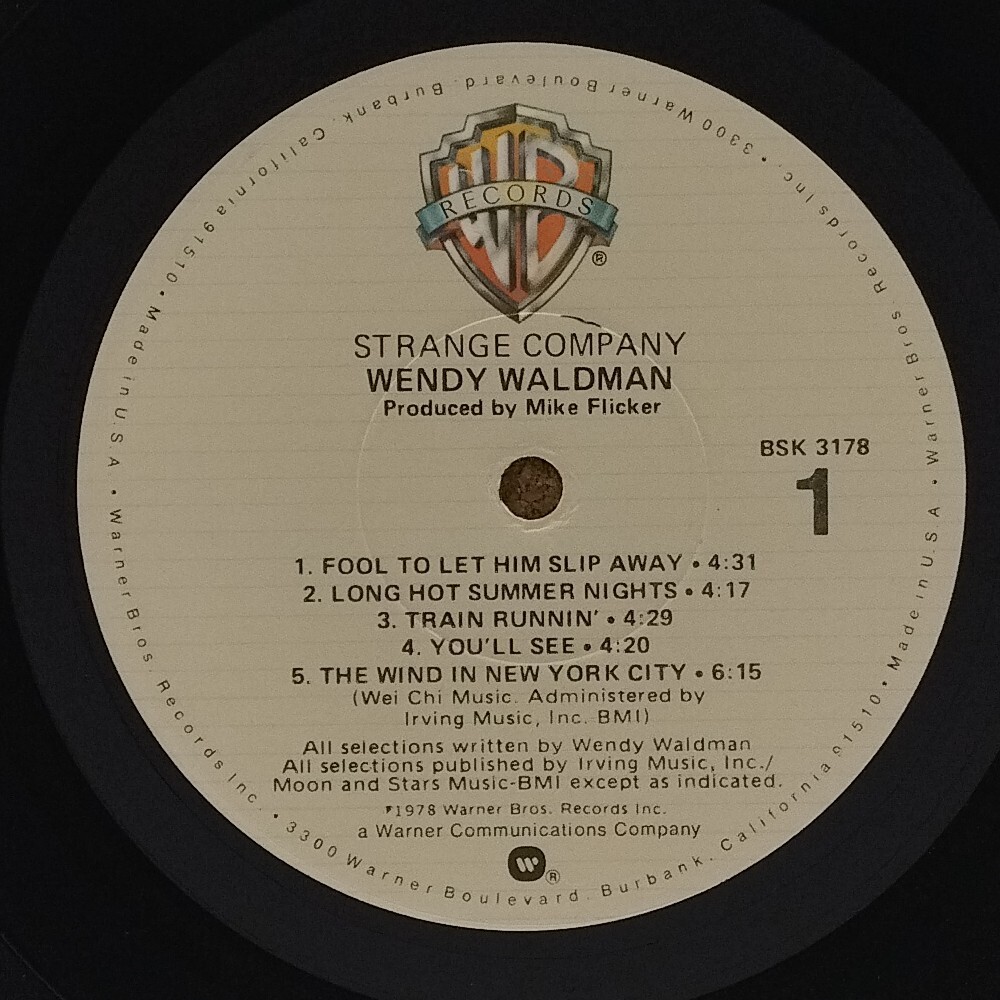 WB
RECORDS
®
STRANGE COMPANY
WENDY WALDMAN
Produced by Mike Flicker
BSK 3178
1
1. FOOL TO LET HIM SLIP AWAY • 4:31
2. LONG HOT SUMMER NIGHTS • 4:17
3. TRAIN RUNNIN' • 4:29
4. YOU'LL SEE • 4:20
5. THE WIND IN NEW YORK CITY • 6:15
(Wei Chi Music. Administered by
Irving Music, Inc. BMI)
All selections written by Wendy Waldman
All selections published by Irving Music, Inc./
Moon and Stars Music-BMI except as indicated.
℗1978 Warner Bros. Records Inc.
a Warner Communications Company
W®
Made in U.S.A. • Warner Bros. Records Inc. • 3300 Warner Boulevard. Burbank. California 91510 • Made in U.S.A. • Warner Bros. Records Inc. • 3300 Warner Boulevard. Burbank. California 91510 •